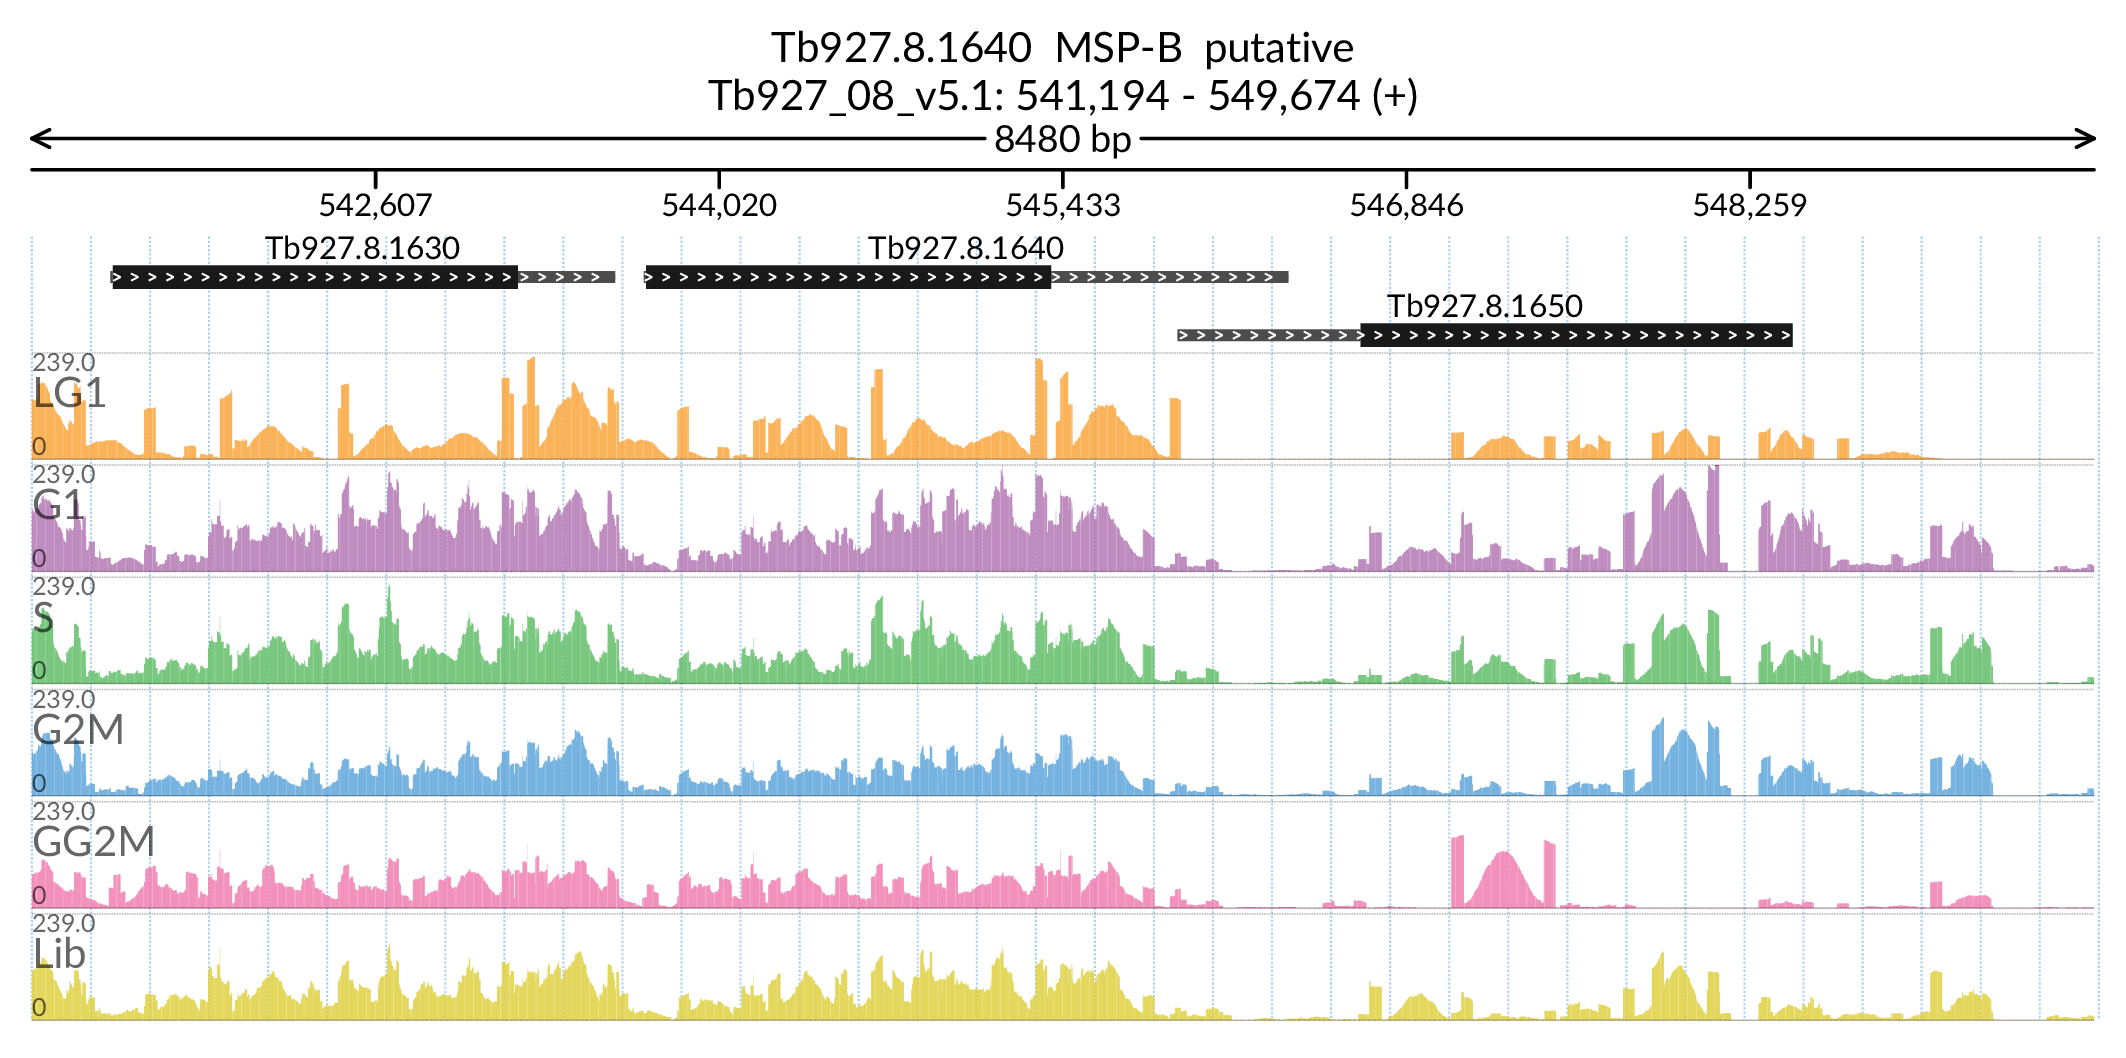 Tb927.8.1640 MSP-B putative
Tb927_08_v5.1: 541,194 - 549,674 (+)
8480 bp
542,607 544,020 545,433 546,846 548,259
Tb927.8.1630 Tb927.8.1640
Tb927.8.1650
239.0
LG1
0
239.0
G1
0
239.0
S
0
239.0
G2M
0
239.0
GG2M
0
239.0
Lib
0